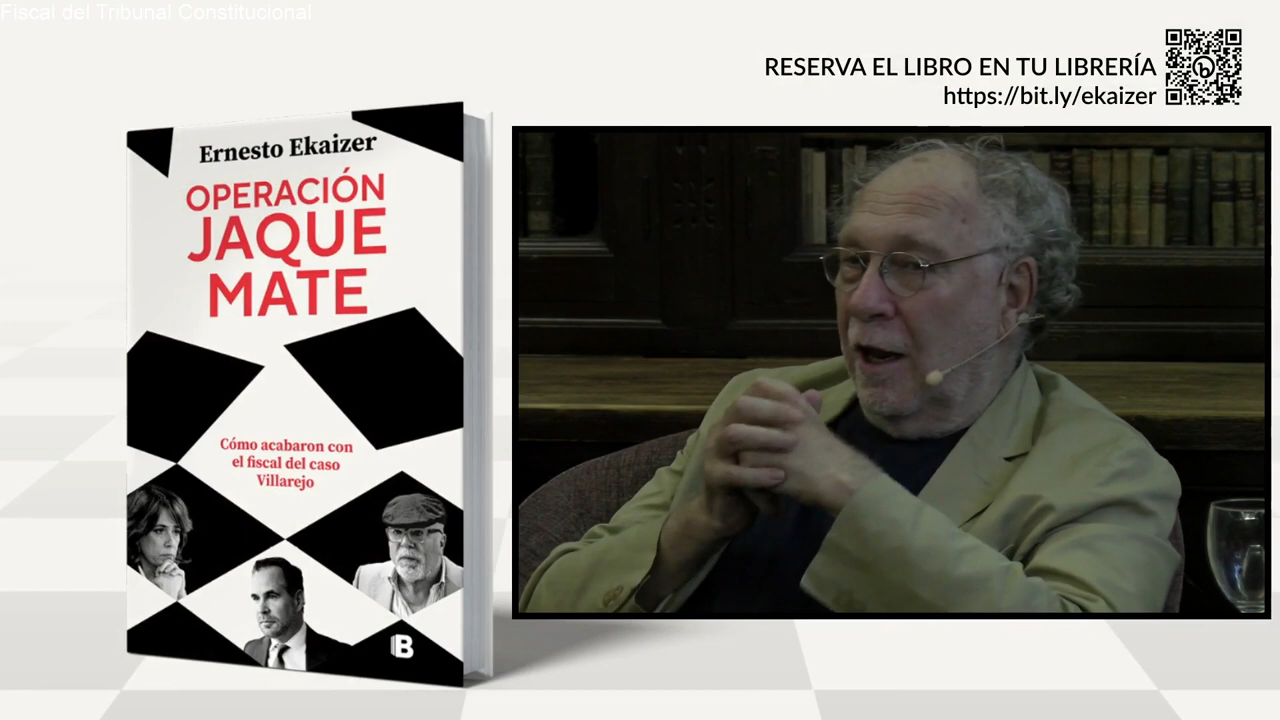 Fiscal del Tribunal Constitucional
RESERVA EL LIBRO EN TU LIBRERÍA
https://bit.ly/ekaizer
Ernesto Ekaizer
OPERACIÓN
JAQUE
MATE
Cómo acabaron con
el fiscal del caso
Villarejo
B